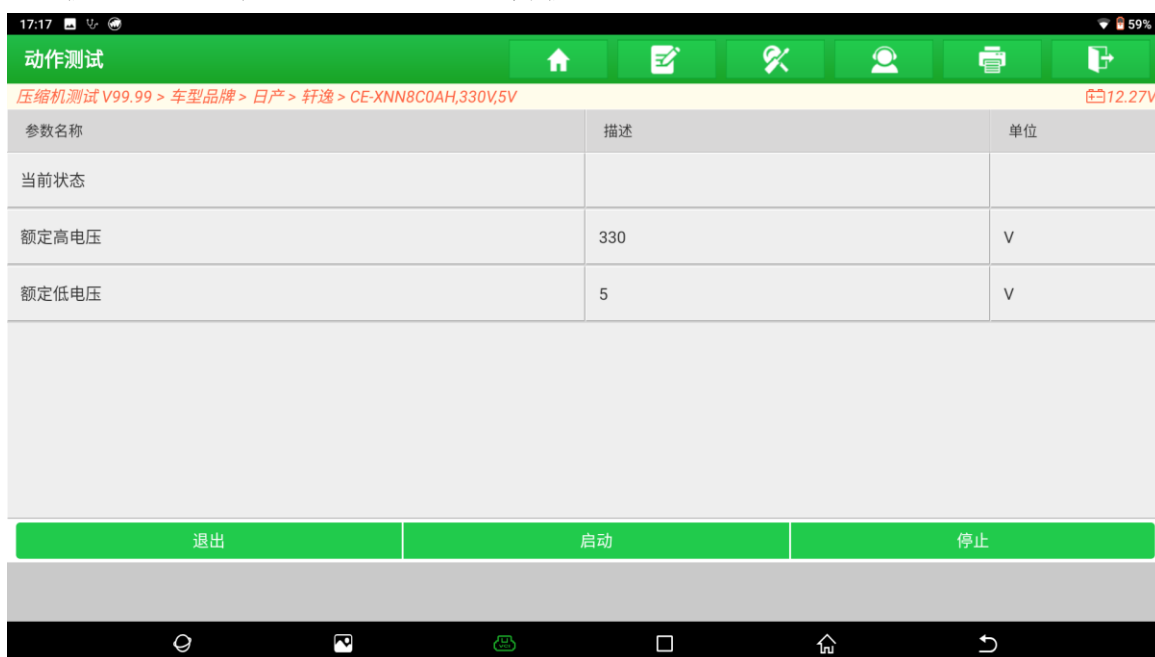 17:17 59%
动作测试
压缩机测试 V99.99 > 车型品牌 > 日产 > 轩逸 > CE-XNN8C0AH,330V,5V 12.27V
参数名称 描述 单位
当前状态
额定高电压 330 V
额定低电压 5 V
退出 启动 停止
VCI